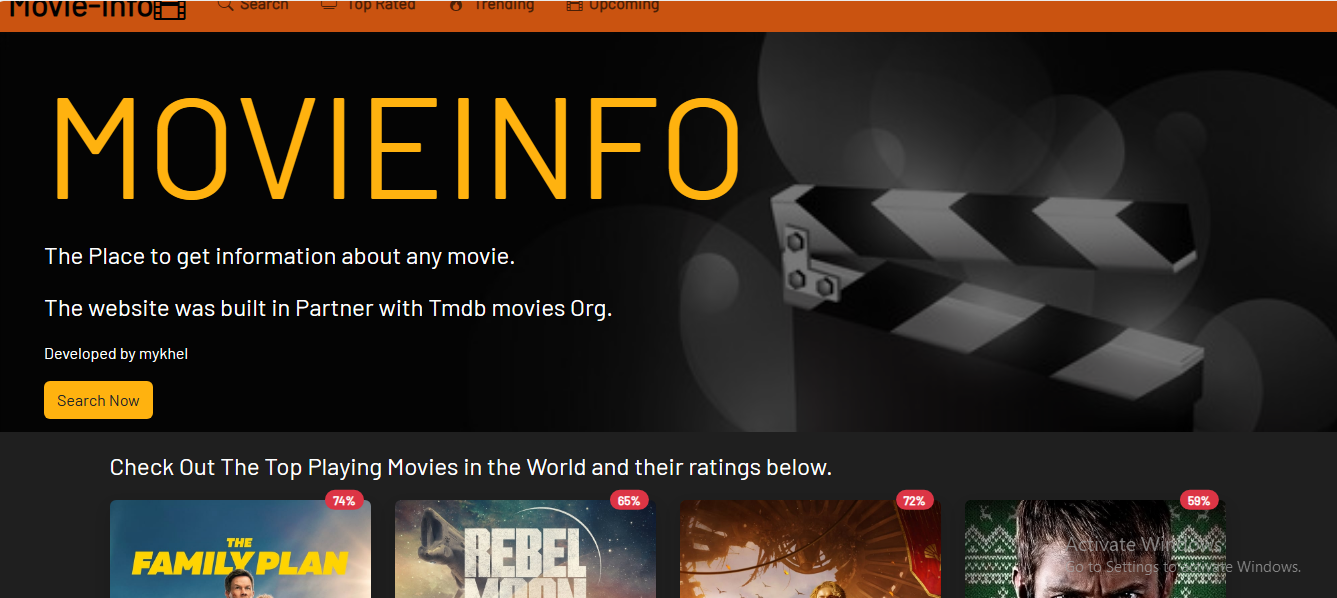 Movie-Info
Search Top Rated Trending Upcoming
MOVIEINFO
The Place to get information about any movie.
The website was built in Partner with Tmdb movies Org.
Developed by mykhel
Search Now
Check Out The Top Playing Movies in the World and their ratings below.
74% 65% 72% 59%
THE
FAMILY PLAN
REBEL
MOON
Activate Windows
Go to Settings to activate Windows.